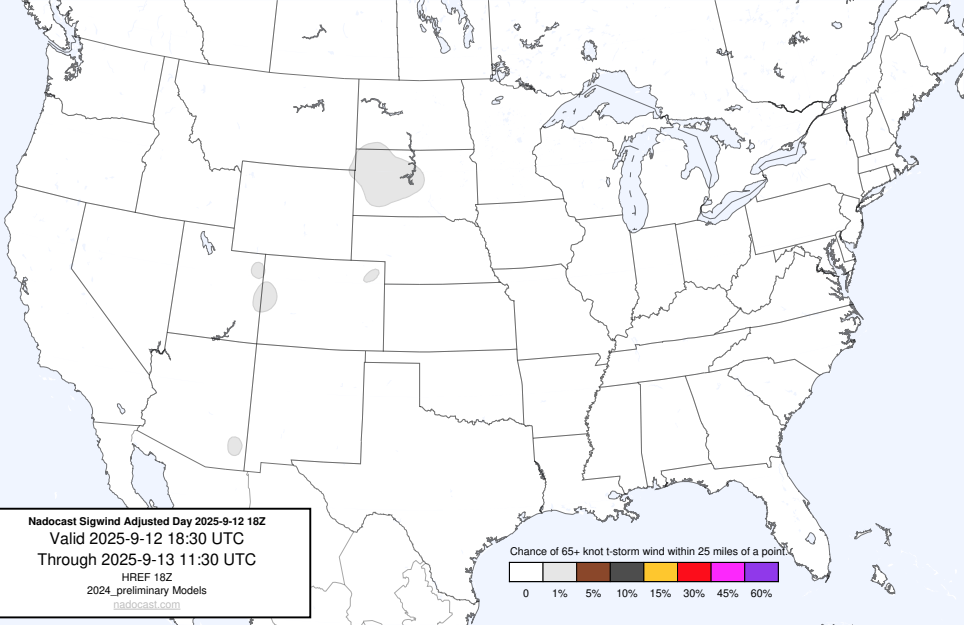 Nadocast Sigwind Adjusted Day 2025-9-12 18Z
Valid 2025-9-12 18:30 UTC
Through 2025-9-13 11:30 UTC
HREF 18Z
2024_preliminary Models
nadocast.com
Chance of 65+ knot t-storm wind within 25 miles of a point.
0 1% 5% 10% 15% 30% 45% 60%